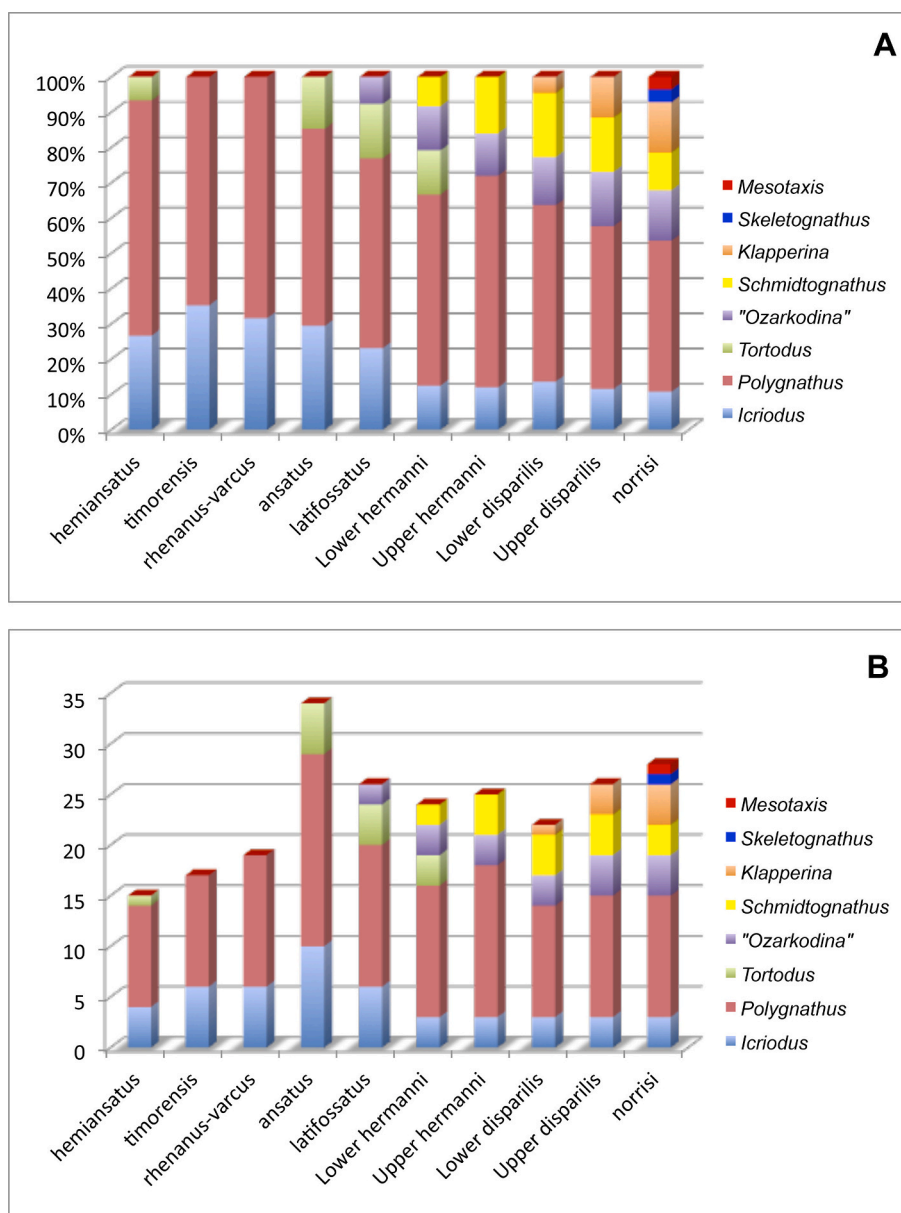 A
100%
90%
80%
70%
60%
50%
40%
30%
20%
10%
0%
hemiansatus
timorensis
rhenanus-varcus
ansatus
latifossatus
Lower hermanni
Upper hermanni
Lower disparilis
Upper disparilis
norrisi
Mesotaxis
Skeletognathus
Klapperina
Schmidtognathus
"Ozarkodina"
Tortodus
Polygnathus
Icriodus
B
35
30
25
20
15
10
5
0
hemiansatus
timorensis
rhenanus-varcus
ansatus
latifossatus
Lower hermanni
Upper hermanni
Lower disparilis
Upper disparilis
norrisi
Mesotaxis
Skeletognathus
Klapperina
Schmidtognathus
"Ozarkodina"
Tortodus
Polygnathus
Icriodus